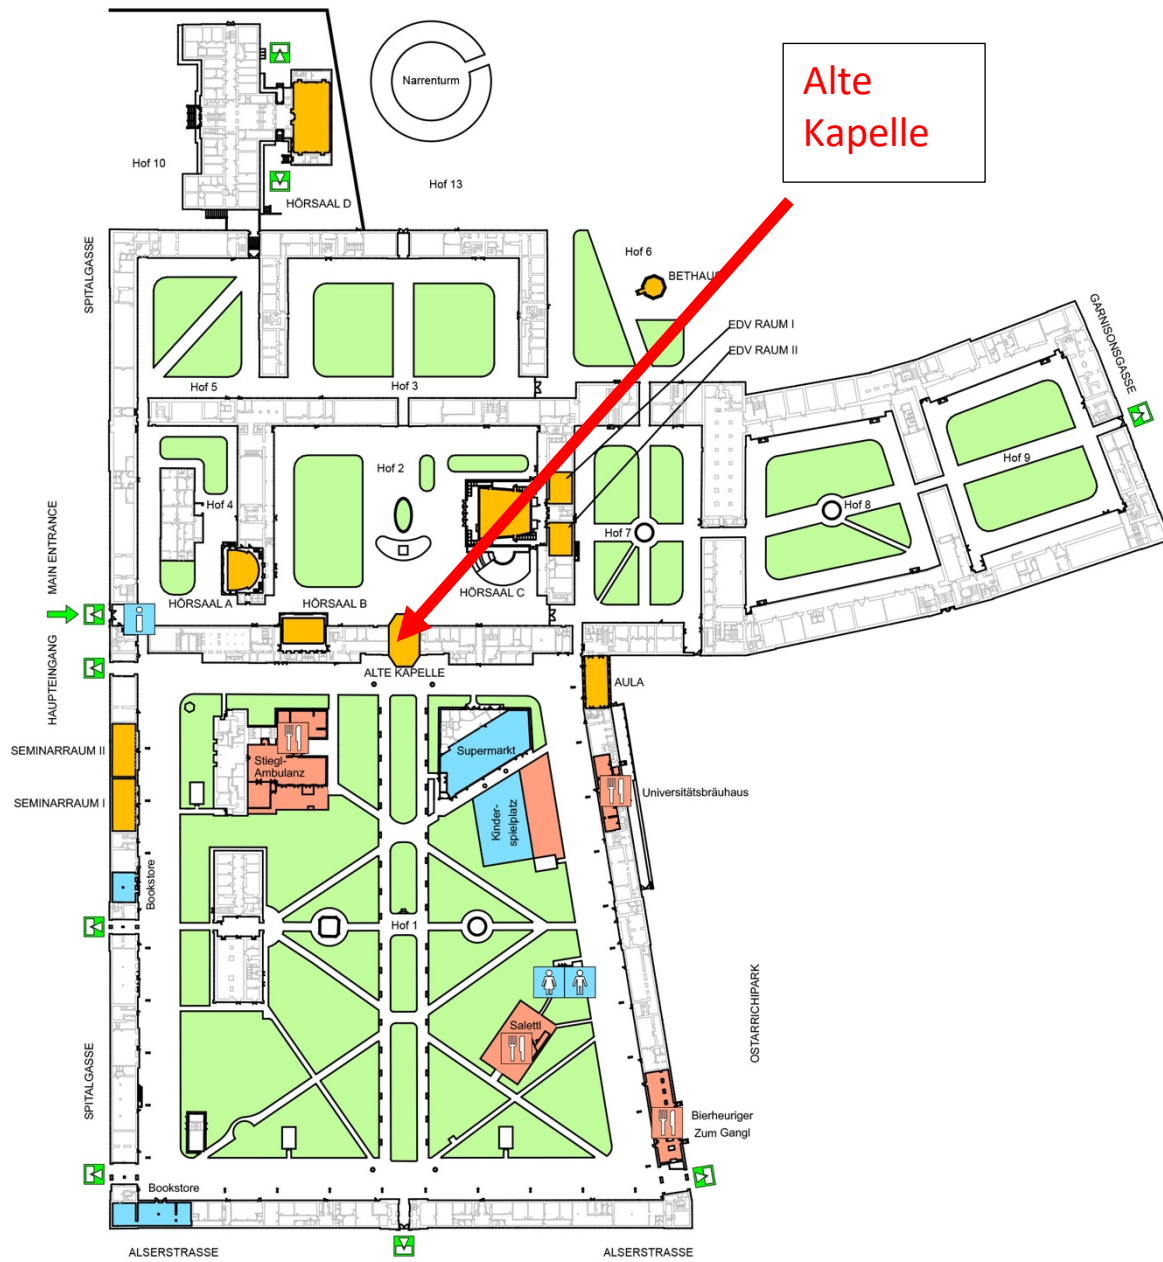 Alte
Kapelle
Narrenturm
Hof 10
Hof 13
HÖRSAAL D
SPITALGASSE
Hof 6
BETHAUS
EDV RAUM I
EDV RAUM II
GARNISONSGASSE
Hof 5
Hof 3
Hof 2
Hof 4
Hof 7
Hof 8
Hof 9
MAIN ENTRANCE
HAUPTEINGANG
HÖRSAAL A
HÖRSAAL B
HÖRSAAL C
ALTE KAPELLE
AULA
SEMINARRAUM II
SEMINARRAUM I
Stiegl-
Ambulanz
Supermarkt
Kinder-
spielplatz
Universitätsbräuhaus
Bookstore
Hof 1
OSTARRICHIPARK
Salettl
SPITALGASSE
Bierheuriger
Zum Gangl
Bookstore
ALSERSTRASSE
ALSERSTRASSE